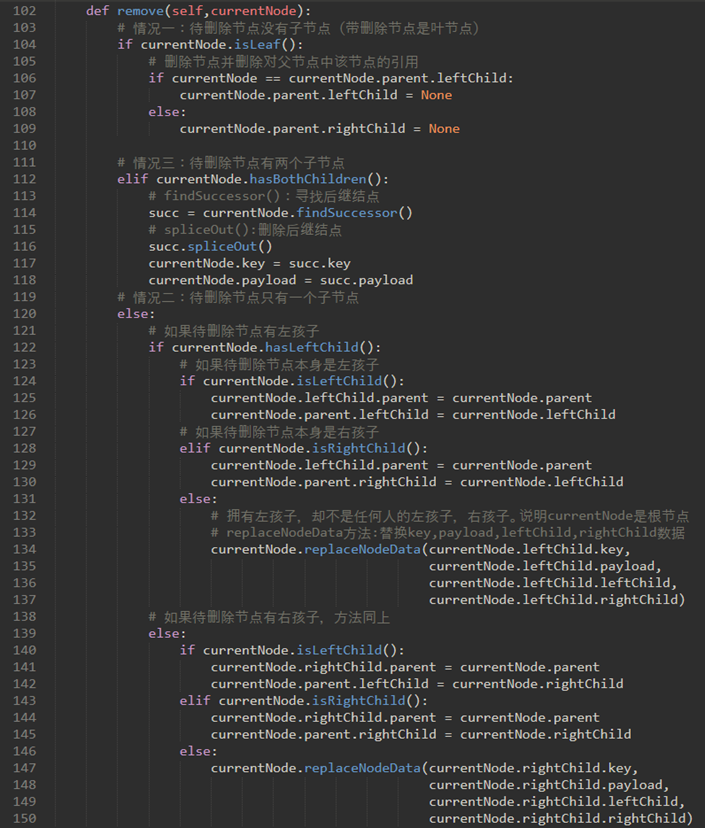 102 def remove(self,currentNode):
103 # 情况一：待删除节点没有子节点（带删除节点是叶节点）
104 if currentNode.isLeaf():
105 # 删除节点并删除对父节点中该节点的引用
106 if currentNode == currentNode.parent.leftChild:
107 currentNode.parent.leftChild = None
108 else:
109 currentNode.parent.rightChild = None
110
111 # 情况三：待删除节点有两个子节点
112 elif currentNode.hasBothChildren():
113 # findSuccessor()：寻找后继结点
114 succ = currentNode.findSuccessor()
115 # spliceOut():删除后继结点
116 succ.spliceOut()
117 currentNode.key = succ.key
118 currentNode.payload = succ.payload
119 # 情况二：待删除节点只有一个子节点
120 else:
121 # 如果待删除节点有左孩子
122 if currentNode.hasLeftChild():
123 # 如果待删除节点本身是左孩子
124 if currentNode.isLeftChild():
125 currentNode.leftChild.parent = currentNode.parent
126 currentNode.parent.leftChild = currentNode.leftChild
127 # 如果待删除节点本身是右孩子
128 elif currentNode.isRightChild():
129 currentNode.leftChild.parent = currentNode.parent
130 currentNode.parent.rightChild = currentNode.leftChild
131 else:
132 # 拥有左孩子，却不是任何人的左孩子，右孩子。说明currentNode是根节点
133 # replaceNodeData方法:替换key,payload,leftChild,rightChild数据
134 currentNode.replaceNodeData(currentNode.leftChild.key,
135 currentNode.leftChild.payload,
136 currentNode.leftChild.leftChild,
137 currentNode.leftChild.rightChild)
138 # 如果待删除节点有右孩子，方法同上
139 else:
140 if currentNode.isLeftChild():
141 currentNode.rightChild.parent = currentNode.parent
142 currentNode.parent.leftChild = currentNode.rightChild
143 elif currentNode.isRightChild():
144 currentNode.rightChild.parent = currentNode.parent
145 currentNode.parent.rightChild = currentNode.rightChild
146 else:
147 currentNode.replaceNodeData(currentNode.rightChild.key,
148 currentNode.rightChild.payload,
149 currentNode.rightChild.leftChild,
150 currentNode.rightChild.rightChild)